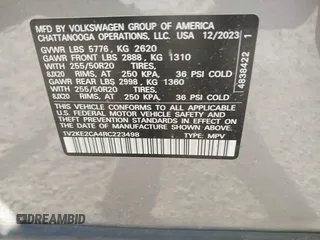 MFD BY VOLKSWAGEN GROUP OF AMERICA
CHATTANOOGA OPERATIONS, LLC. USA 12/2023
GVWR LBS 5776, KG 2620
GAWR FRONT LBS 2888, KG 1310
WITH 255/50R20 TIRES,
8JX20 RIMS, AT 250 KPA, 36 PSI COLD
GAWR REAR LBS 2998, KG 1360
WITH 255/50R20 TIRES,
8JX20 RIMS, AT 250 KPA, 36 PSI COLD
THIS VEHICLE CONFORMS TO ALL APPLICABLE
U.S. FEDERAL MOTOR VEHICLE SAFETY AND
THEFT PREVENTION STANDARDS IN EFFECT ON
THE DATE OF MANUFACTURE SHOWN ABOVE.
1V2KE2CA4RC223498 TYPE: MPV
4838422 1
DREAMBID